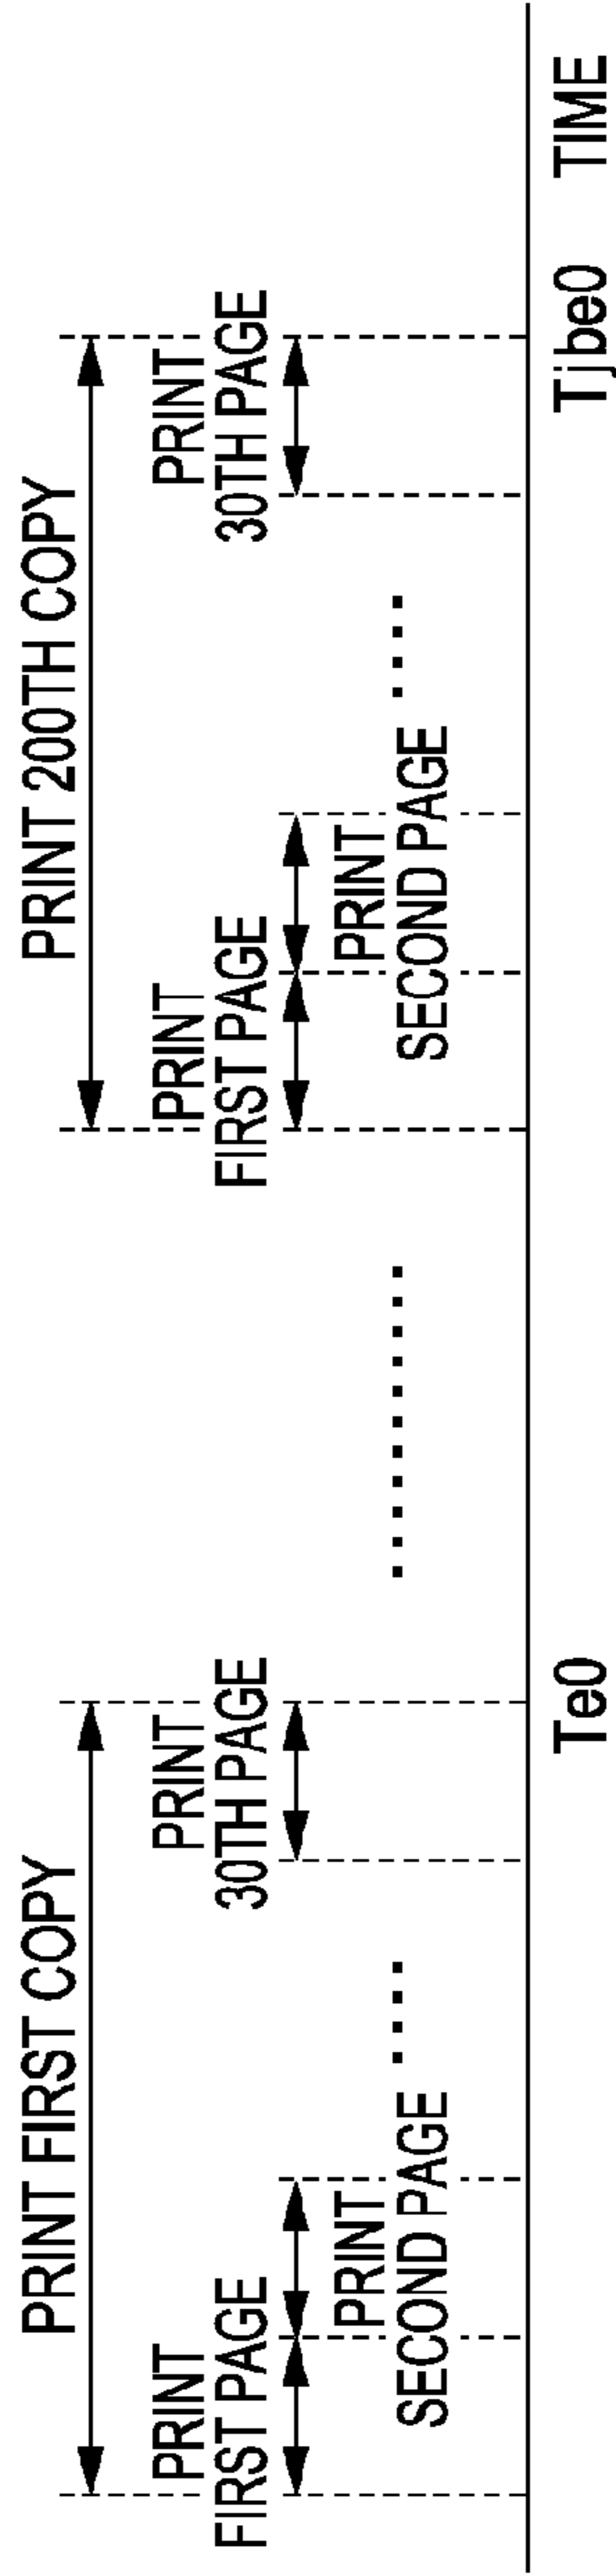 PRINT FIRST COPY
PRINT 200TH COPY
PRINT
FIRST PAGE
PRINT
30TH PAGE
PRINT
FIRST PAGE
PRINT
30TH PAGE
PRINT
SECOND PAGE
PRINT
SECOND PAGE
Te0
Tjbe0
TIME